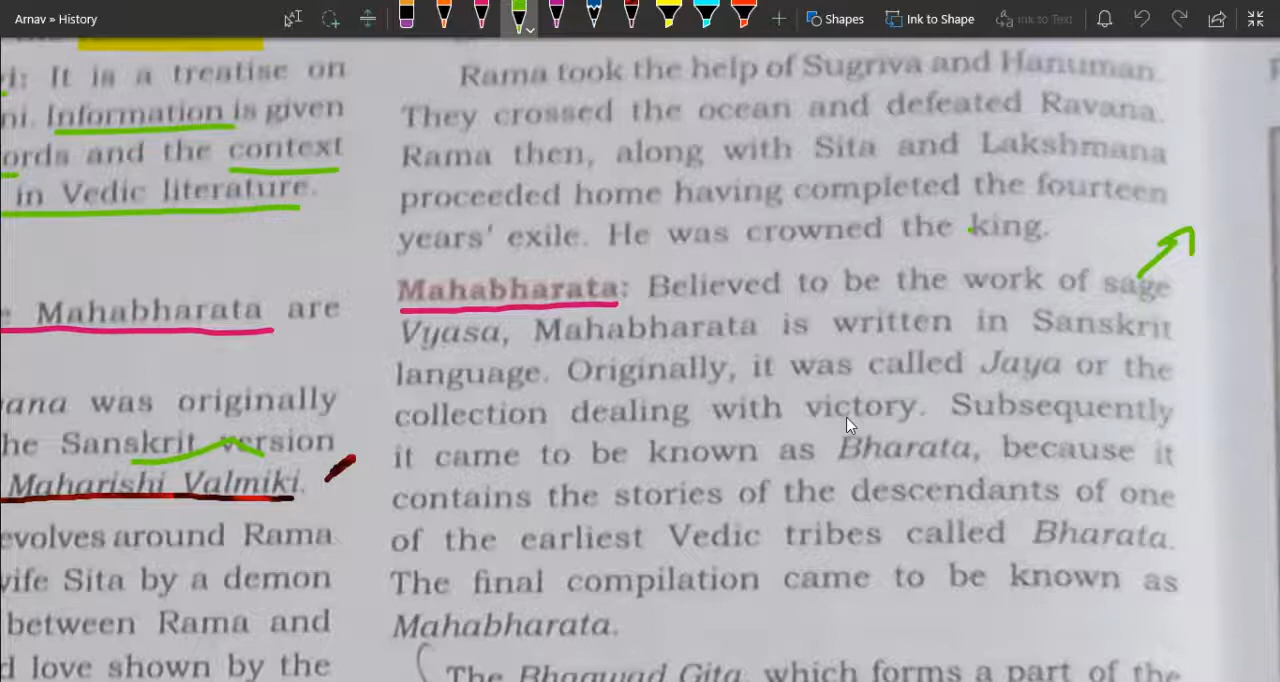 Arnav » History
Shapes
Ink to Shape
Ink to Text
i: It is a treatise on
ni. Information is given
ords and the context
in Vedic literature.
Mahabharata are
ana was originally
he Sanskrit version
Maharishi Valmiki.
evolves around Rama
vife Sita by a demon
between Rama and
d love shown by the
Rama took the help of Sugriva and Hanuman.
They crossed the ocean and defeated Ravana.
Rama then, along with Sita and Lakshmana
proceeded home having completed the fourteen
years' exile. He was crowned the king.
Mahabharata: Believed to be the work of sage
Vyasa, Mahabharata is written in Sanskrit
language. Originally, it was called Jaya or the
collection dealing with victory. Subsequently
it came to be known as Bharata, because it
contains the stories of the descendants of one
of the earliest Vedic tribes called Bharata.
The final compilation came to be known as
Mahabharata.
The Bhagwad Gita, which forms a part of the